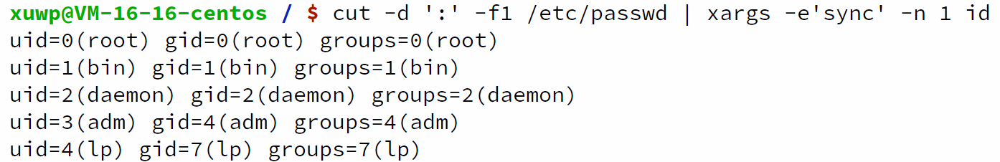 xuwp@VM-16-16-centos / $ cut -d ':' -f1 /etc/passwd | xargs -e'sync' -n 1 id
uid=0(root) gid=0(root) groups=0(root)
uid=1(bin) gid=1(bin) groups=1(bin)
uid=2(daemon) gid=2(daemon) groups=2(daemon)
uid=3(adm) gid=4(adm) groups=4(adm)
uid=4(lp) gid=7(lp) groups=7(lp)